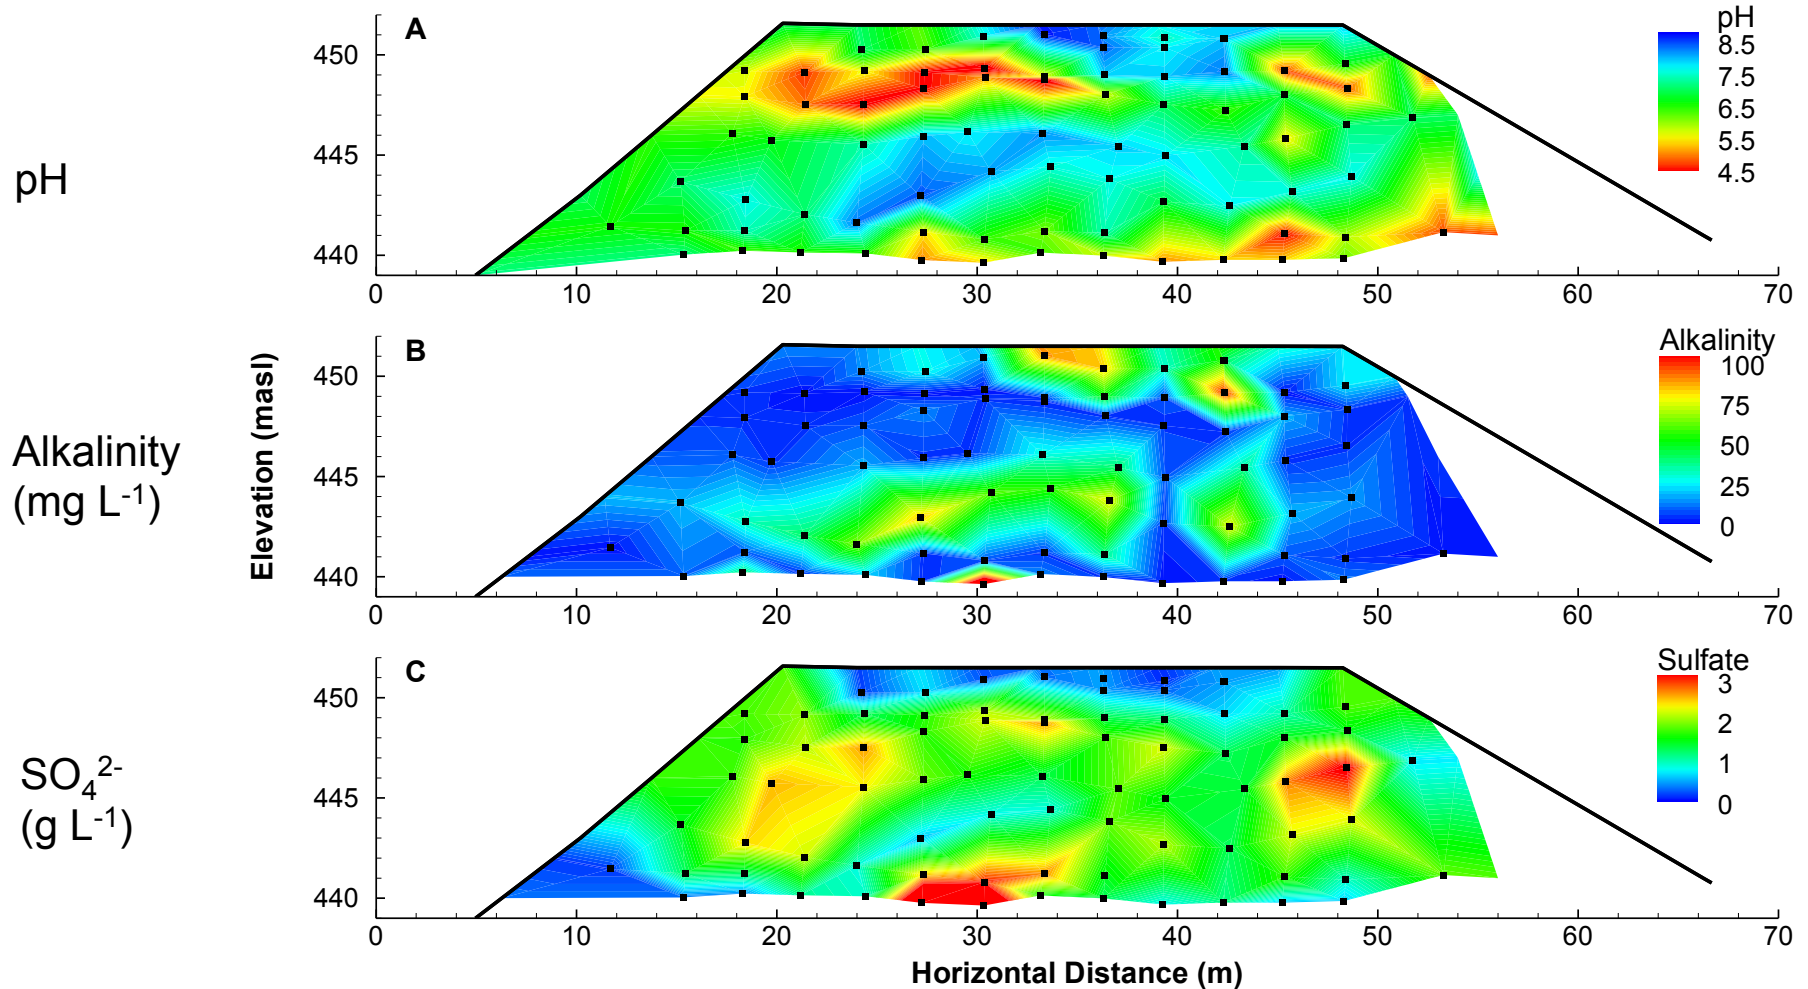 A
pH
8.5
7.5
6.5
5.5
4.5
450
445
440
pH
0 10 20 30 40 50 60 70
B
Alkalinity
100
75
50
25
0
450
445
440
Alkalinity
(mg L-1)
Elevation (masl)
0 10 20 30 40 50 60 70
C
Sulfate
3
2
1
0
450
445
440
SO₄²⁻
(g L-1)
0 10 20 30 40 50 60 70
Horizontal Distance (m)